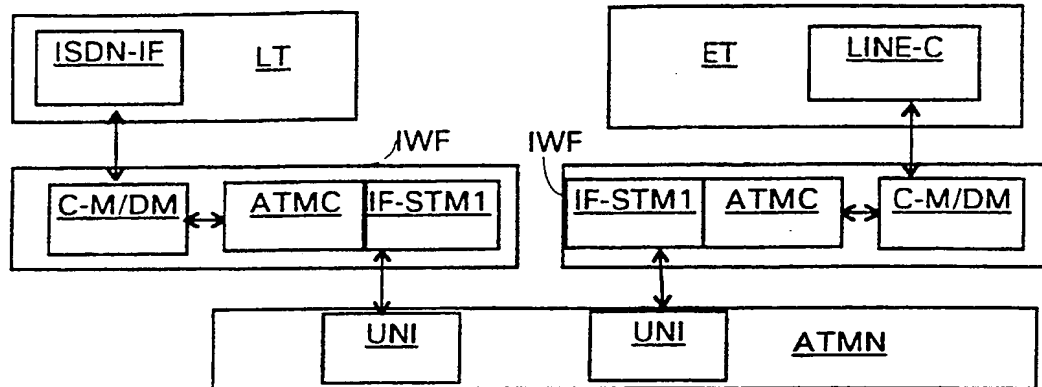 ISDN-IF LT ET LINE-C
IWF IWF
C-M/DM ATMC IF-STM1 IF-STM1 ATMC C-M/DM
UNI UNI ATMN